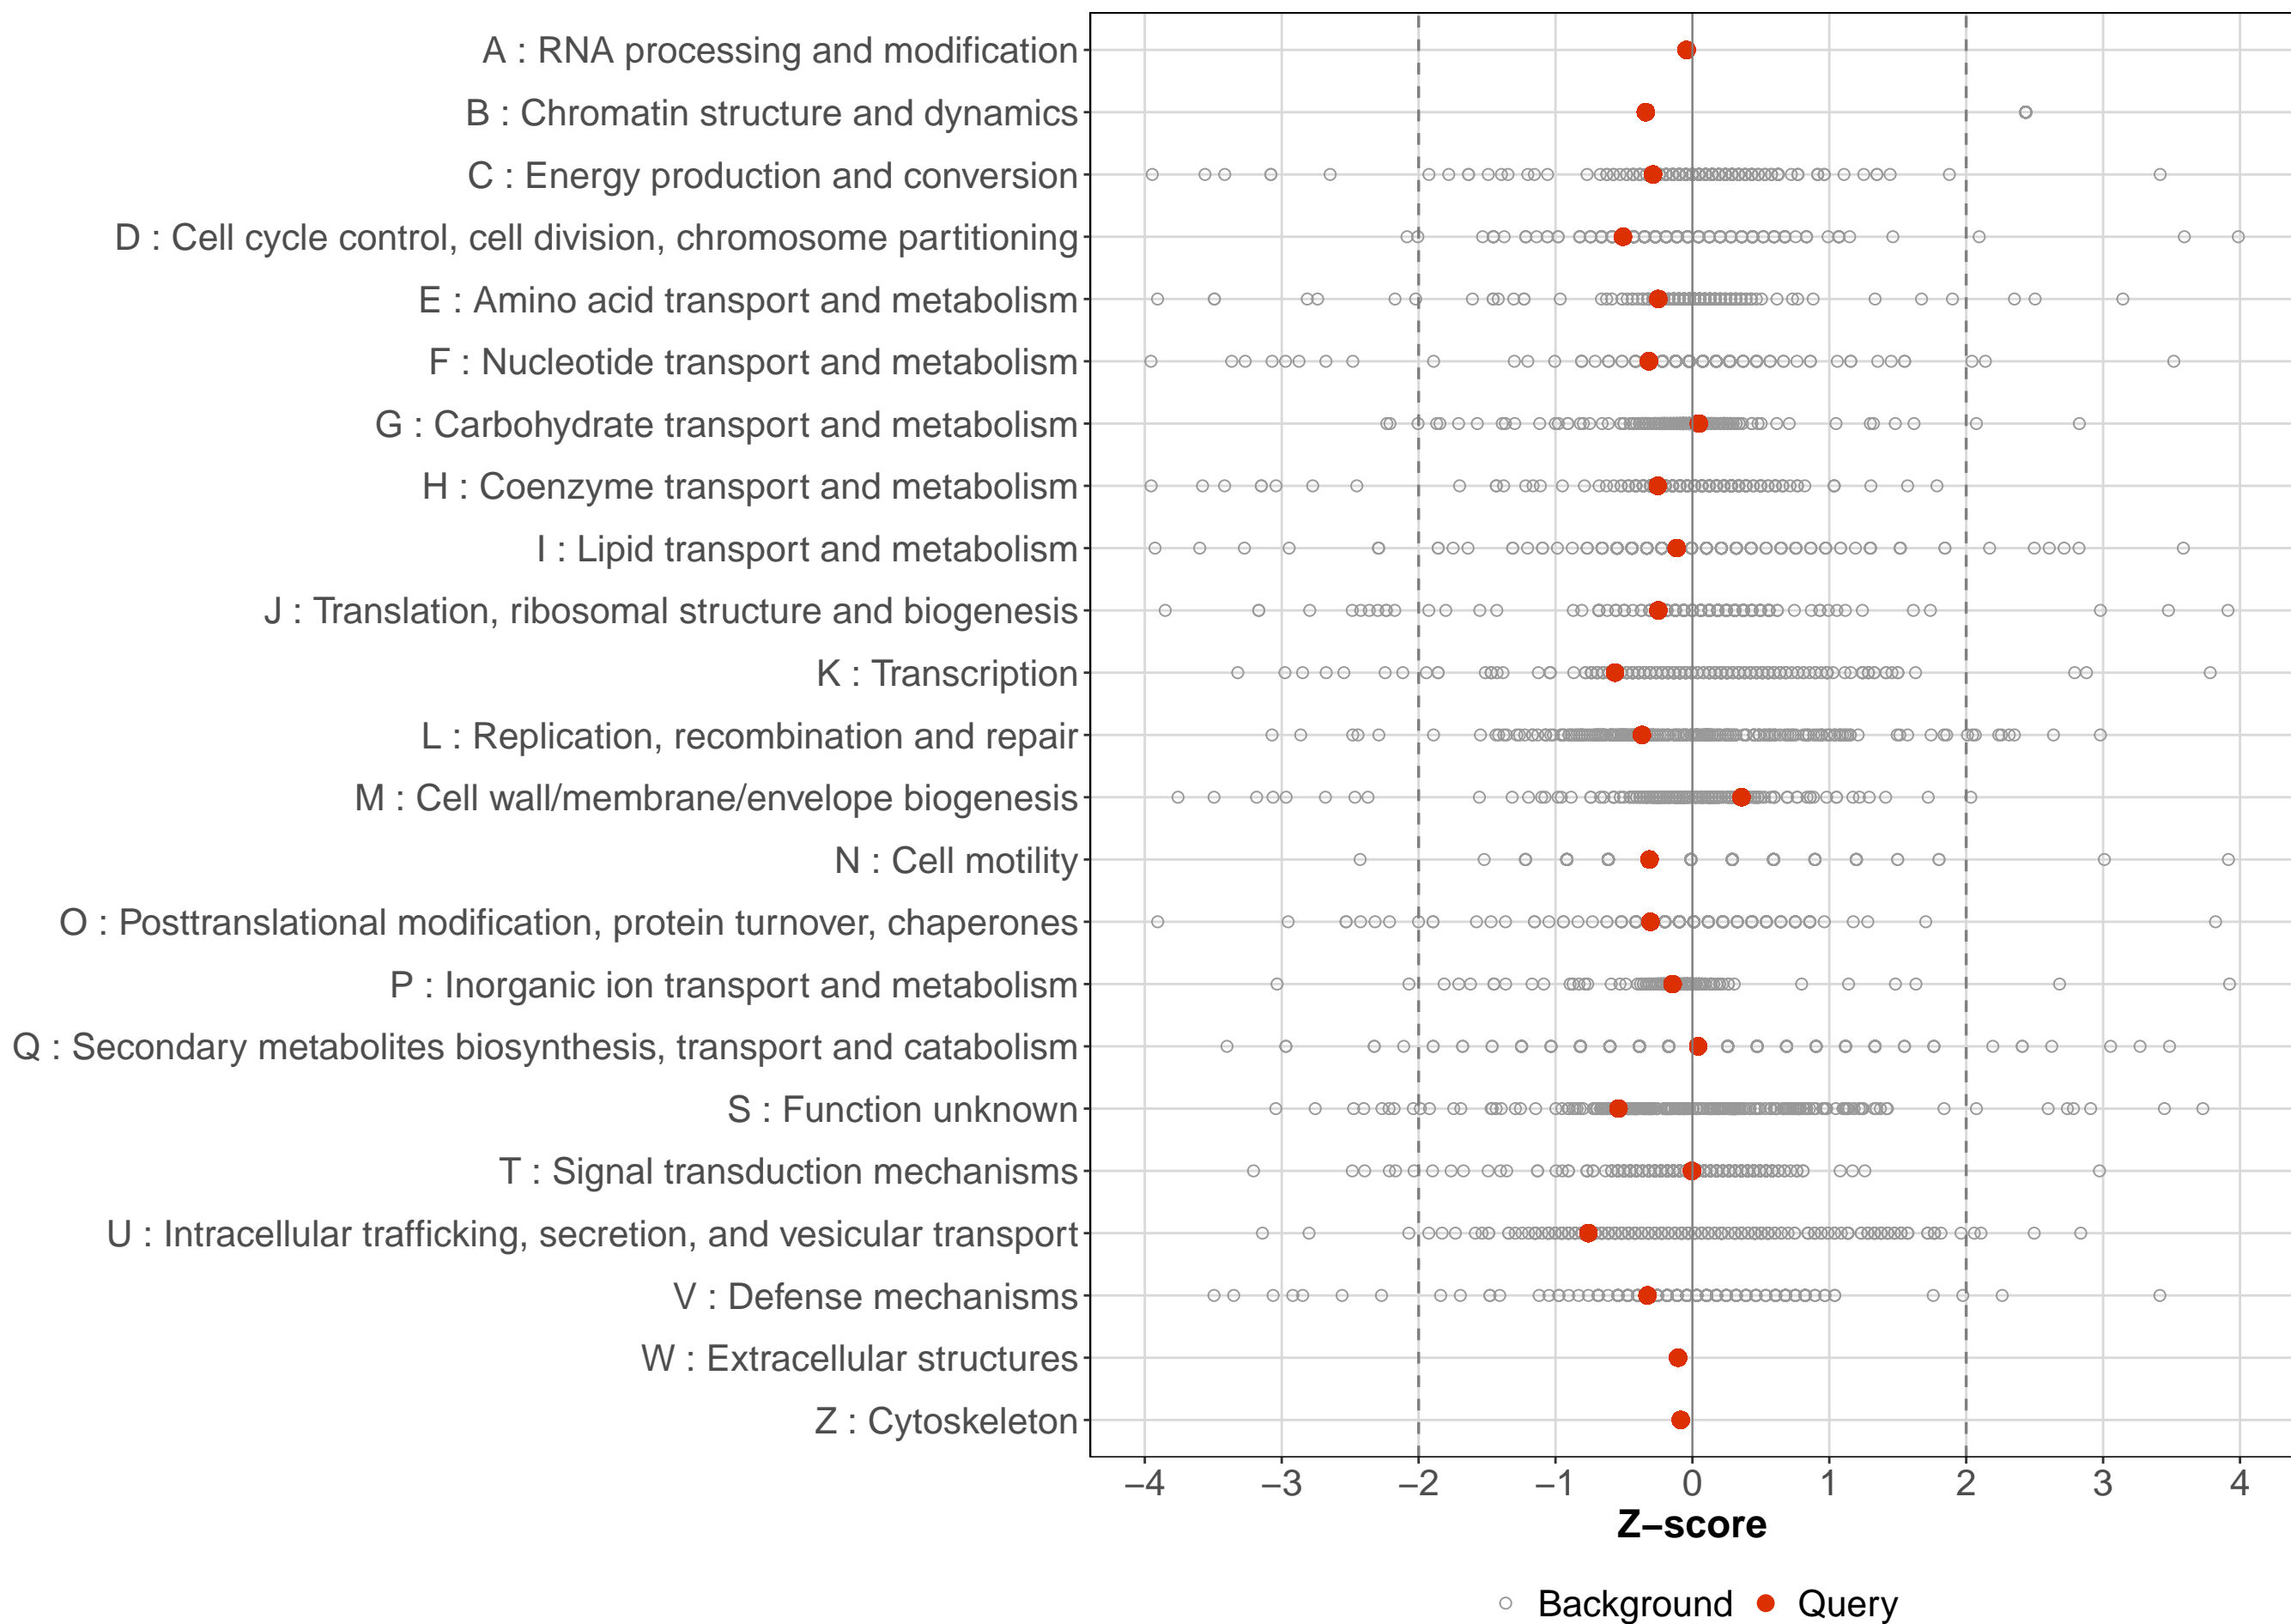 A : RNA processing and modification
B : Chromatin structure and dynamics
C : Energy production and conversion
D : Cell cycle control, cell division, chromosome partitioning
E : Amino acid transport and metabolism
F : Nucleotide transport and metabolism
G : Carbohydrate transport and metabolism
H : Coenzyme transport and metabolism
I : Lipid transport and metabolism
J : Translation, ribosomal structure and biogenesis
K : Transcription
L : Replication, recombination and repair
M : Cell wall/membrane/envelope biogenesis
N : Cell motility
O : Posttranslational modification, protein turnover, chaperones
P : Inorganic ion transport and metabolism
Q : Secondary metabolites biosynthesis, transport and catabolism
S : Function unknown
T : Signal transduction mechanisms
U : Intracellular trafficking, secretion, and vesicular transport
V : Defense mechanisms
W : Extracellular structures
Z : Cytoskeleton
−4 −3 −2 −1 0 1 2 3 4
Z−score
Background Query